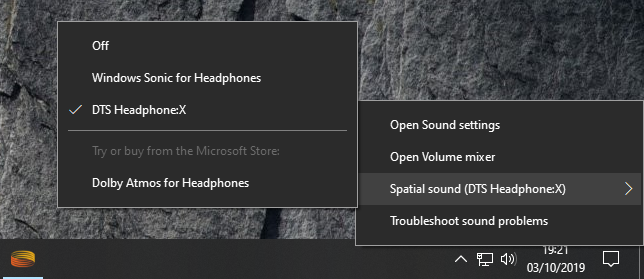 Off
Windows Sonic for Headphones
DTS Headphone:X
Try or buy from the Microsoft Store:
Dolby Atmos for Headphones
Open Sound settings
Open Volume mixer
Spatial sound (DTS Headphone:X)
Troubleshoot sound problems
19:21
03/10/2019